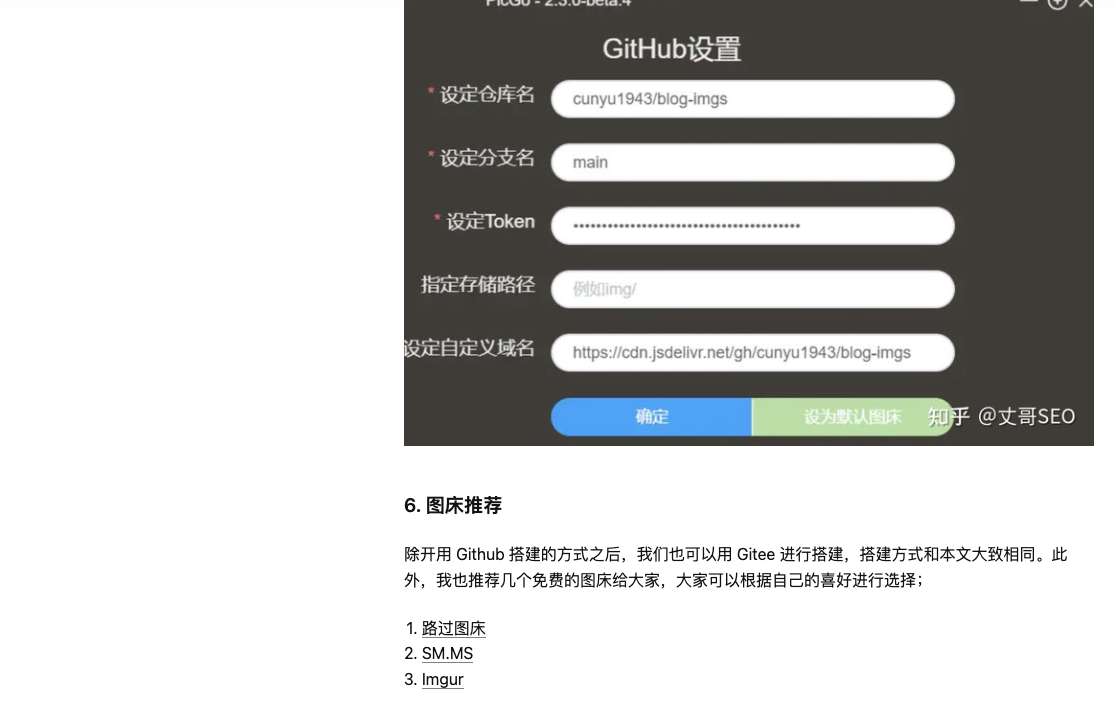 PicGo - 2.3.0-beta.4
GitHub设置
* 设定仓库名
cunyu1943/blog-imgs
* 设定分支名
main
* 设定Token
••••••••••••••••••••••••••••••••••••••••
指定存储路径
例如img/
设定自定义域名
https://cdn.jsdelivr.net/gh/cunyu1943/blog-imgs
确定
设为默认图床
知乎 @丈哥SEO
6. 图床推荐
除开用 Github 搭建的方式之后，我们也可以用 Gitee 进行搭建，搭建方式和本文大致相同。此
外，我也推荐几个免费的图床给大家，大家可以根据自己的喜好进行选择；
1. 路过图床
2. SM.MS
3. Imgur